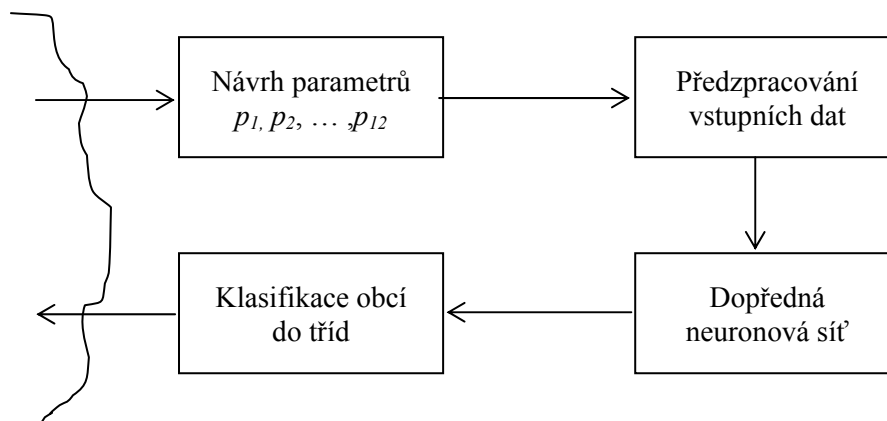 Návrh parametrů
p1, p2, … ,p12
Předzpracování
vstupních dat
Dopředná
neuronová síť
Klasifikace obcí
do tříd